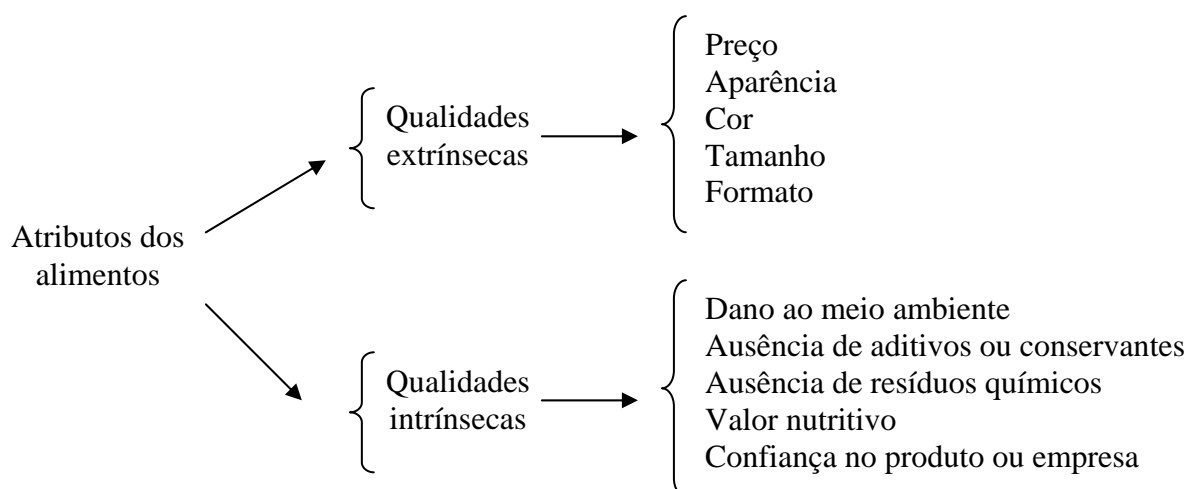 Atributos dos
alimentos
Qualidades
extrínsecas
Preço
Aparência
Cor
Tamanho
Formato
Qualidades
intrínsecas
Dano ao meio ambiente
Ausência de aditivos ou conservantes
Ausência de resíduos químicos
Valor nutritivo
Confiança no produto ou empresa